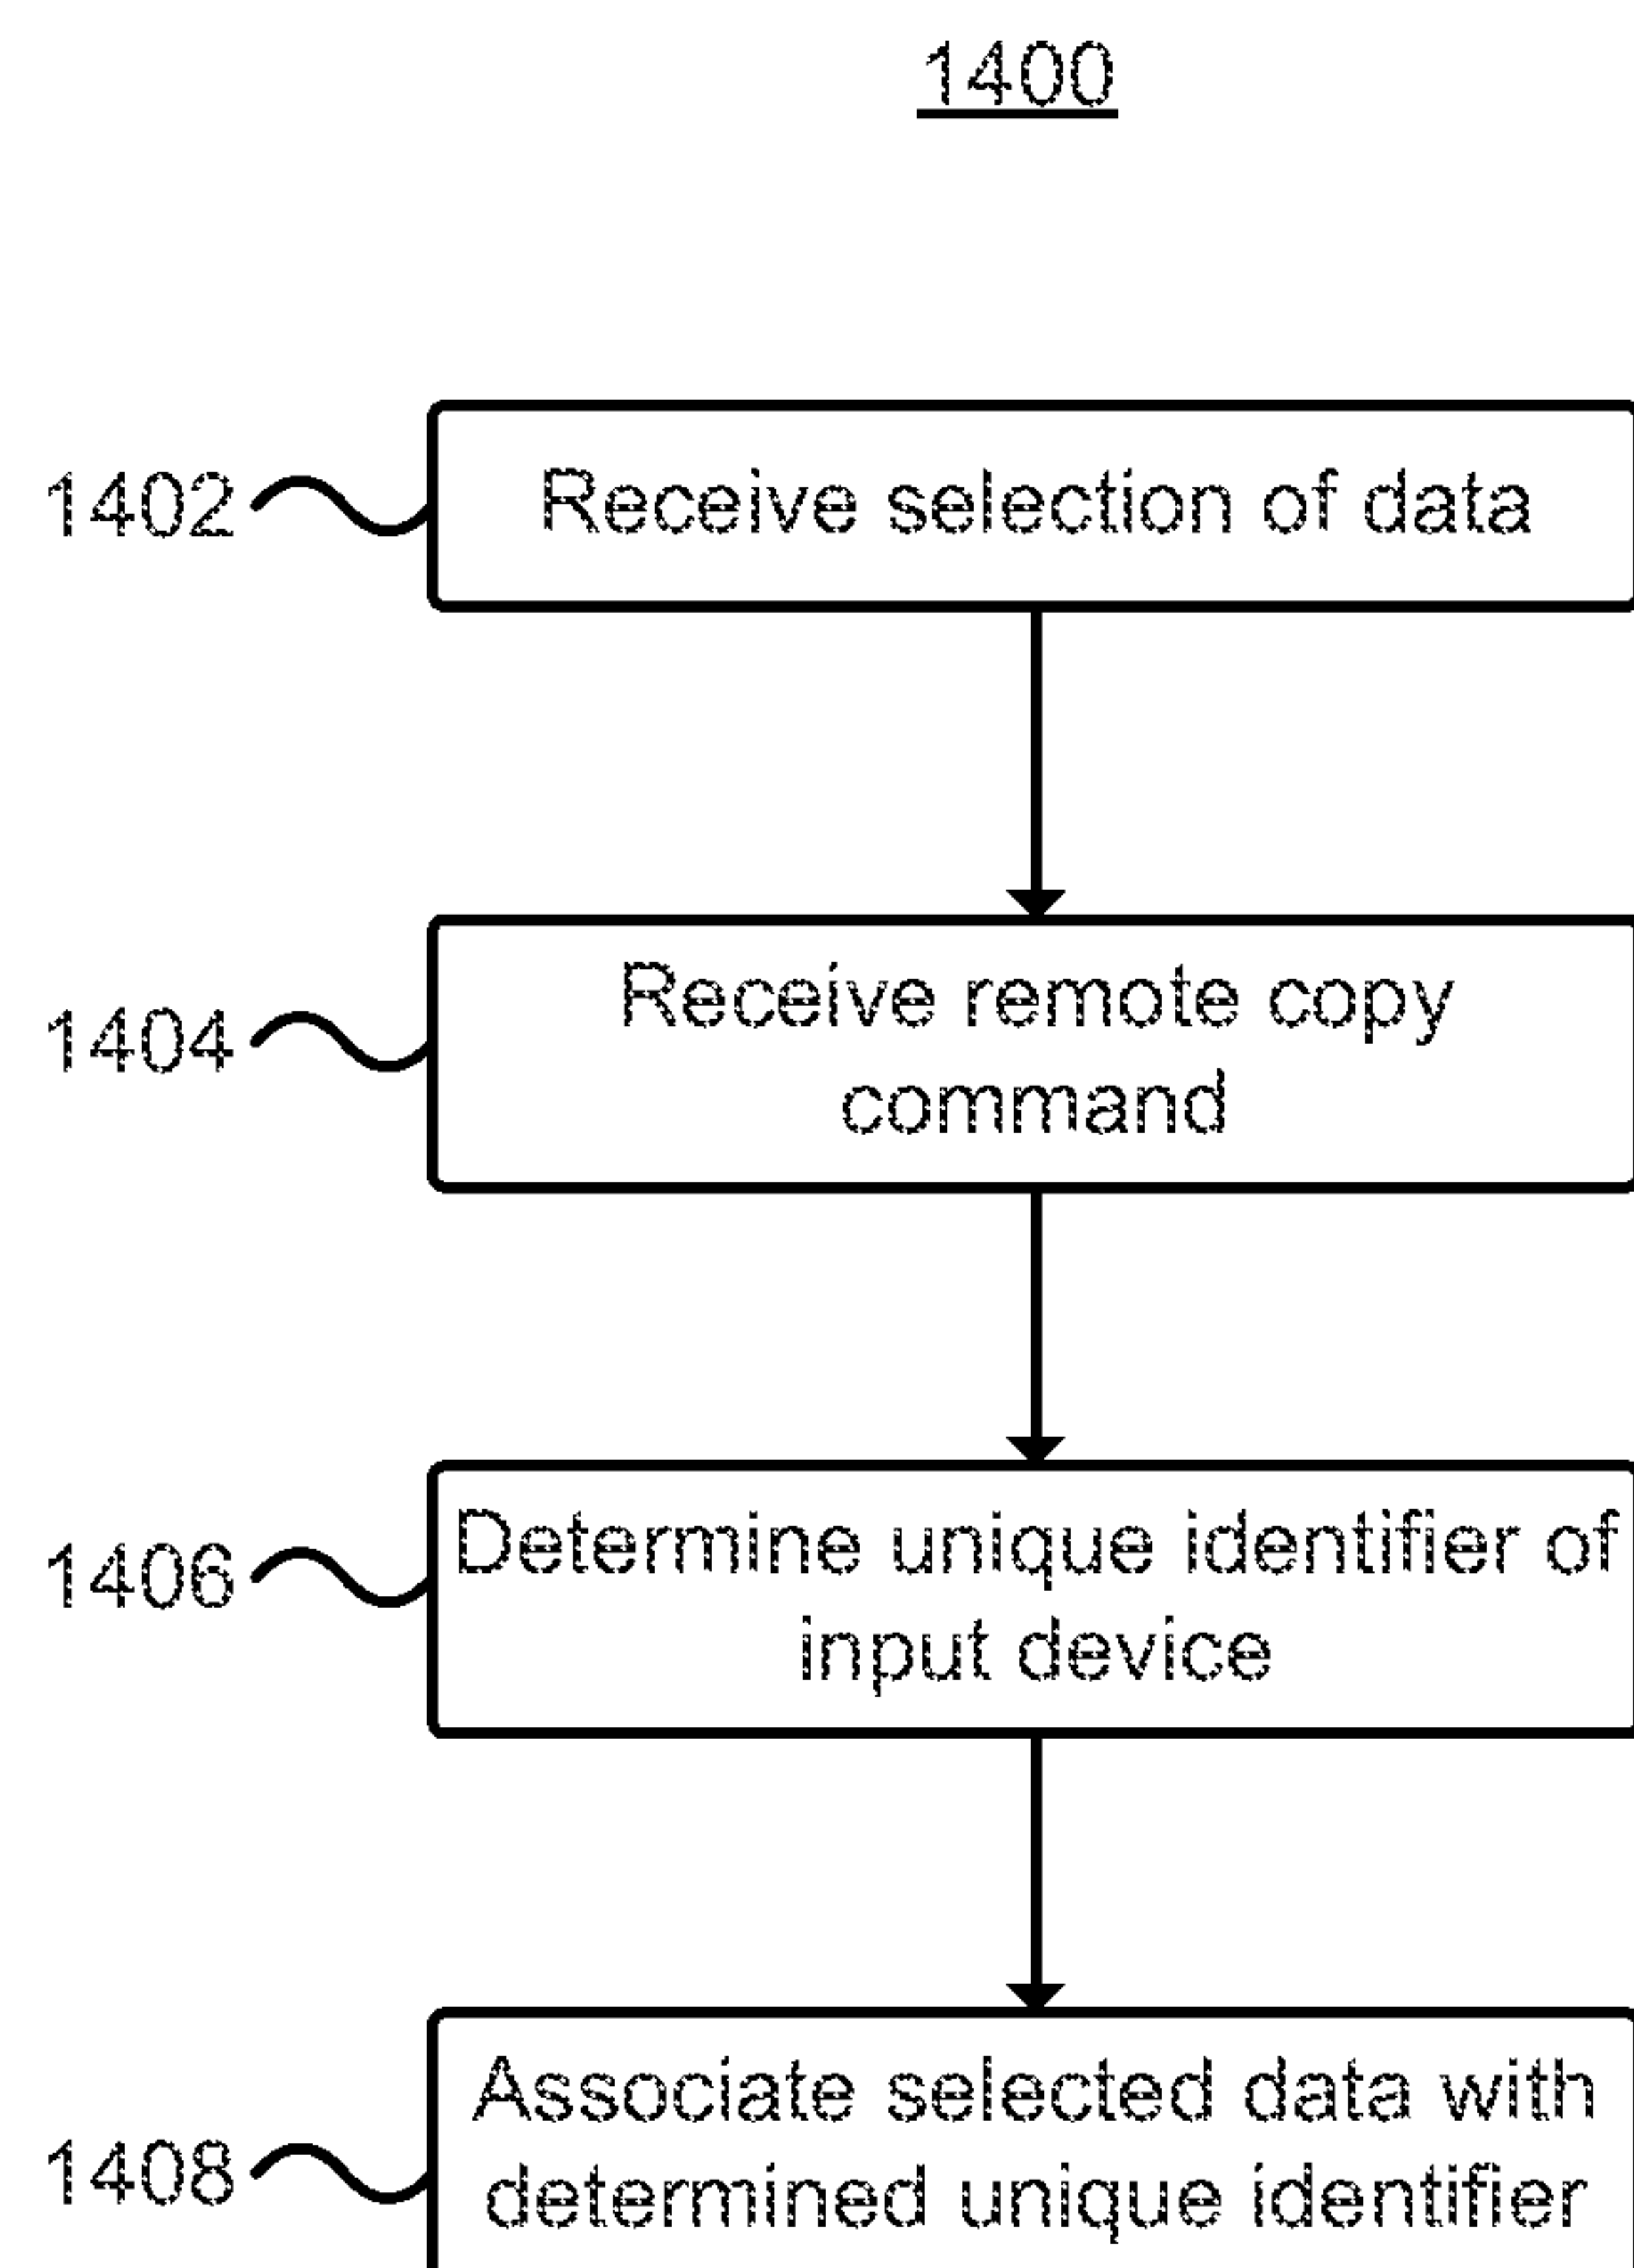 1400
1402
Receive selection of data
1404
Receive remote copy
command
1406
Determine unique identifier of
input device
1408
Associate selected data with
determined unique identifier